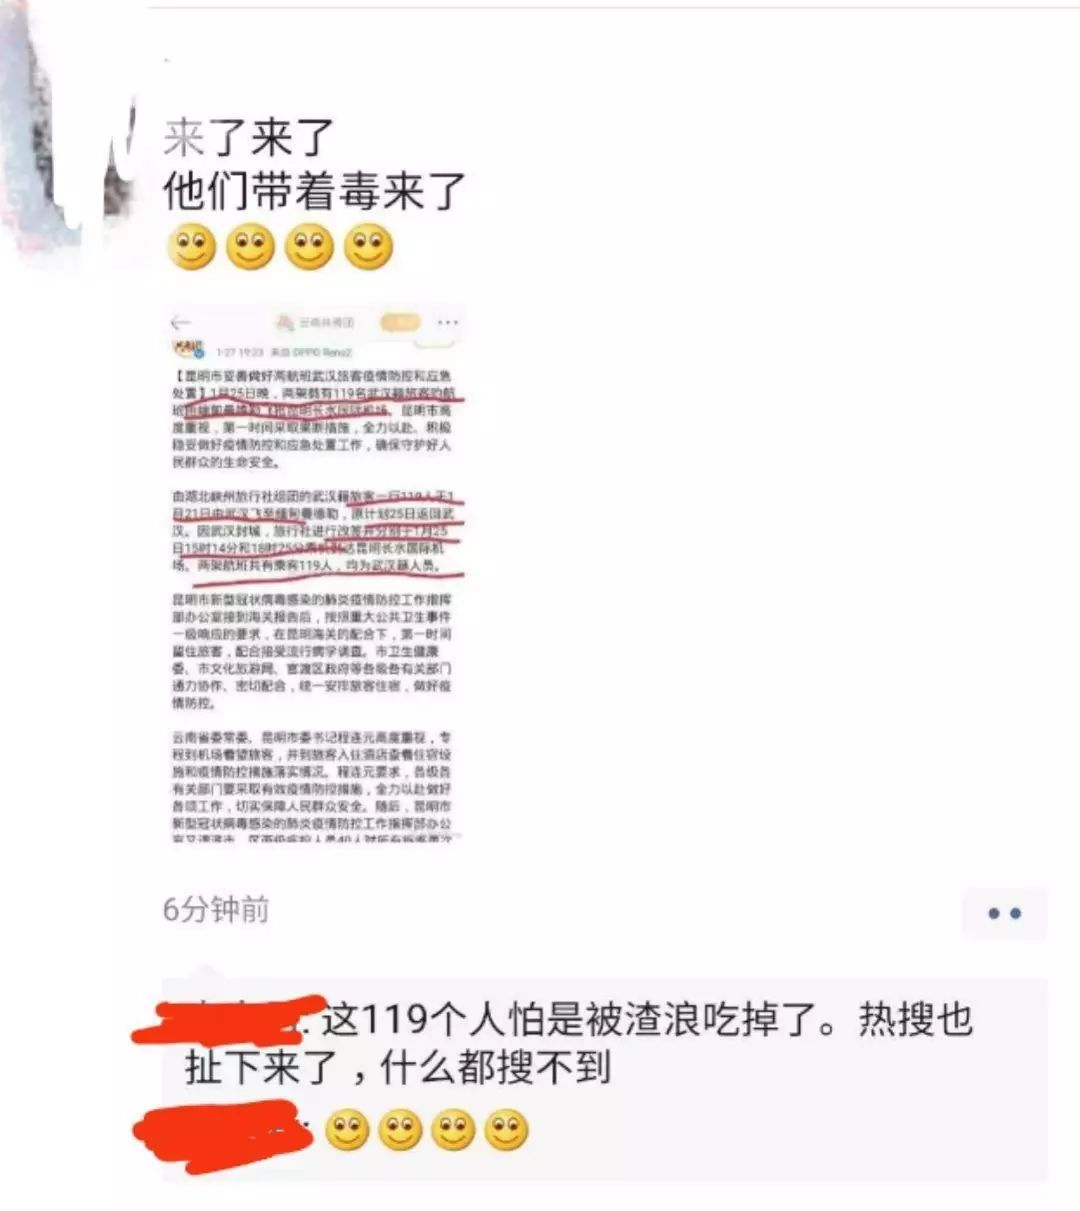 来了来了
他们带着毒来了
云南共青团
1-27 19:33 来自 OPPO Reno2
【昆明市妥善做好两航班武汉旅客疫情防控和应急
处置】1月25日晚，两架载有119名武汉籍旅客的航
班由缅甸曼德勒飞抵昆明长水国际机场。昆明市高
度重视，第一时间采取果断措施，全力以赴、积极
稳妥做好疫情防控和应急处置工作，确保守护好人
民群众的生命安全。
由湖北峡州旅行社组团的武汉籍旅客一行119人于1
月21日由武汉飞至缅甸曼德勒，原计划25日返回武
汉。因武汉封城，旅行社进行改签并分别于1月25
日15时14分和18时25分乘机到达昆明长水国际机
场。两架航班共有乘客119人，均为武汉籍人员。
昆明市新型冠状病毒感染的肺炎疫情防控工作指挥
部办公室接到海关报告后，按照重大公共卫生事件
一级响应的要求，在昆明海关的配合下，第一时间
留住旅客，配合接受流行病学调查。市卫生健康
委、市文化旅游网、官渡区政府等各级各有关部门
通力协作、密切配合，统一安排旅客住宿，做好疫
情防控。
云南省委常委、昆明市委书记程连元高度重视，专
程到机场看望旅客，并到旅客入住酒店查看住宿设
施和疫情防控措施落实情况。程连元要求，各级各
有关部门要采取有效疫情防控措施，全力以赴做好
各项工作，切实保障人民群众安全。随后，昆明市
新型冠状病毒感染的肺炎疫情防控工作指挥部办公
6分钟前
: 这119个人怕是被渣浪吃掉了。热搜也
扯下来了，什么都搜不到